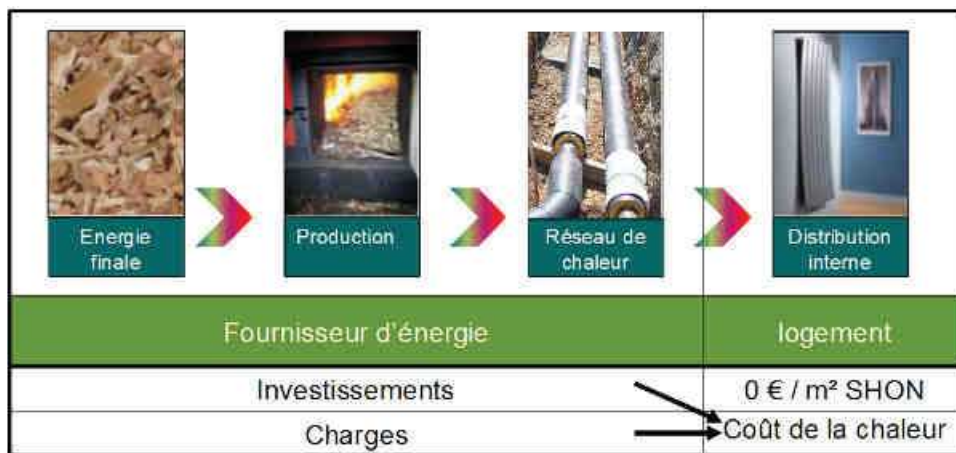 Energie
finale
Production
Réseau de
chaleur
Distribution
interne
Fournisseur d'énergie
logement
Investissements
0 € / m² SHON
Charges
Coût de la chaleur